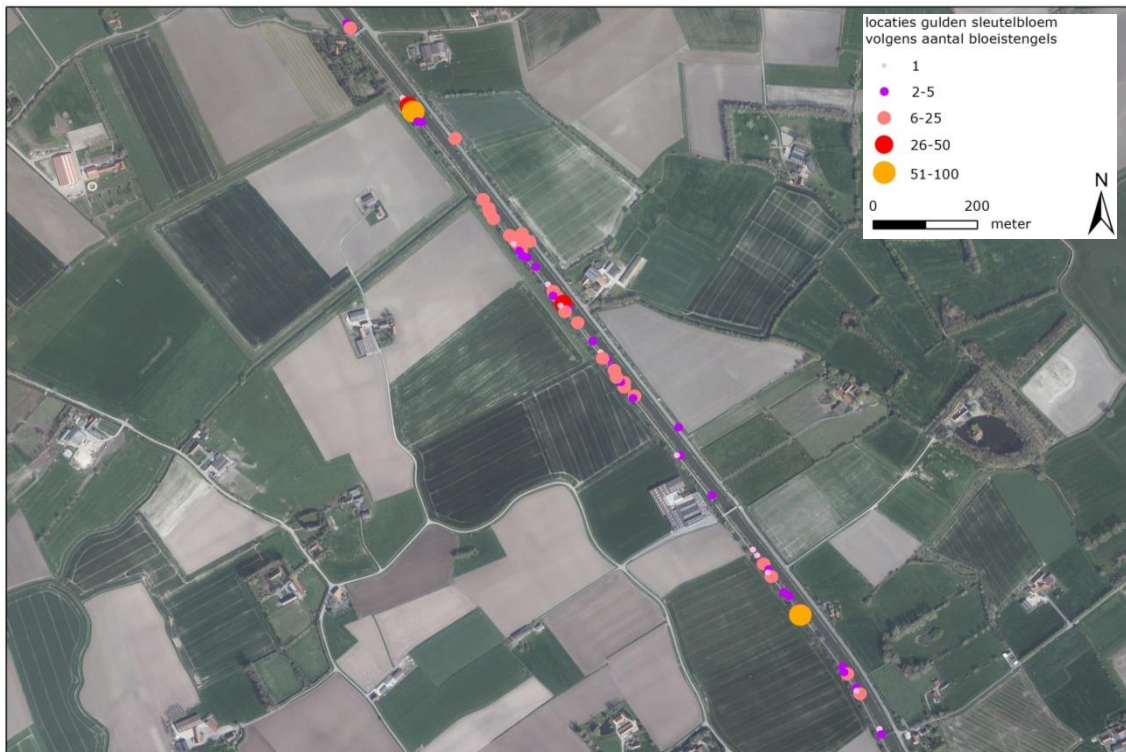 locaties gulden sleutelbloem
volgens aantal bloeistengels
1
2-5
6-25
26-50
51-100
N
0 200
meter